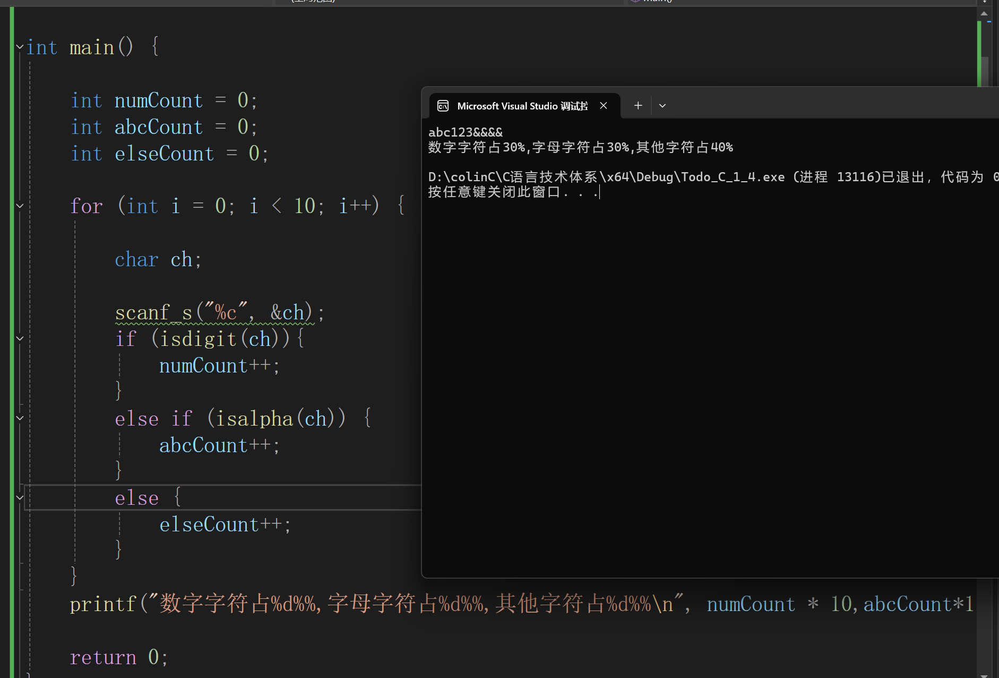 int main() {
int numCount = 0;
int abcCount = 0;
int elseCount = 0;
for (int i = 0; i < 10; i++) {
char ch;
scanf_s("%c", &ch);
if (isdigit(ch)){
numCount++;
}
else if (isalpha(ch)) {
abcCount++;
}
else {
elseCount++;
}
}
printf("数字字符占%d%%,字母字符占%d%%,其他字符占%d%%\n", numCount * 10,abcCount*1
return 0;
Microsoft Visual Studio 调试控
abc123&&&&
数字字符占30%,字母字符占30%,其他字符占40%
D:\colinC\C语言技术体系\x64\Debug\Todo_C_1_4.exe (进程 13116)已退出，代码为 0
按任意键关闭此窗口. . .